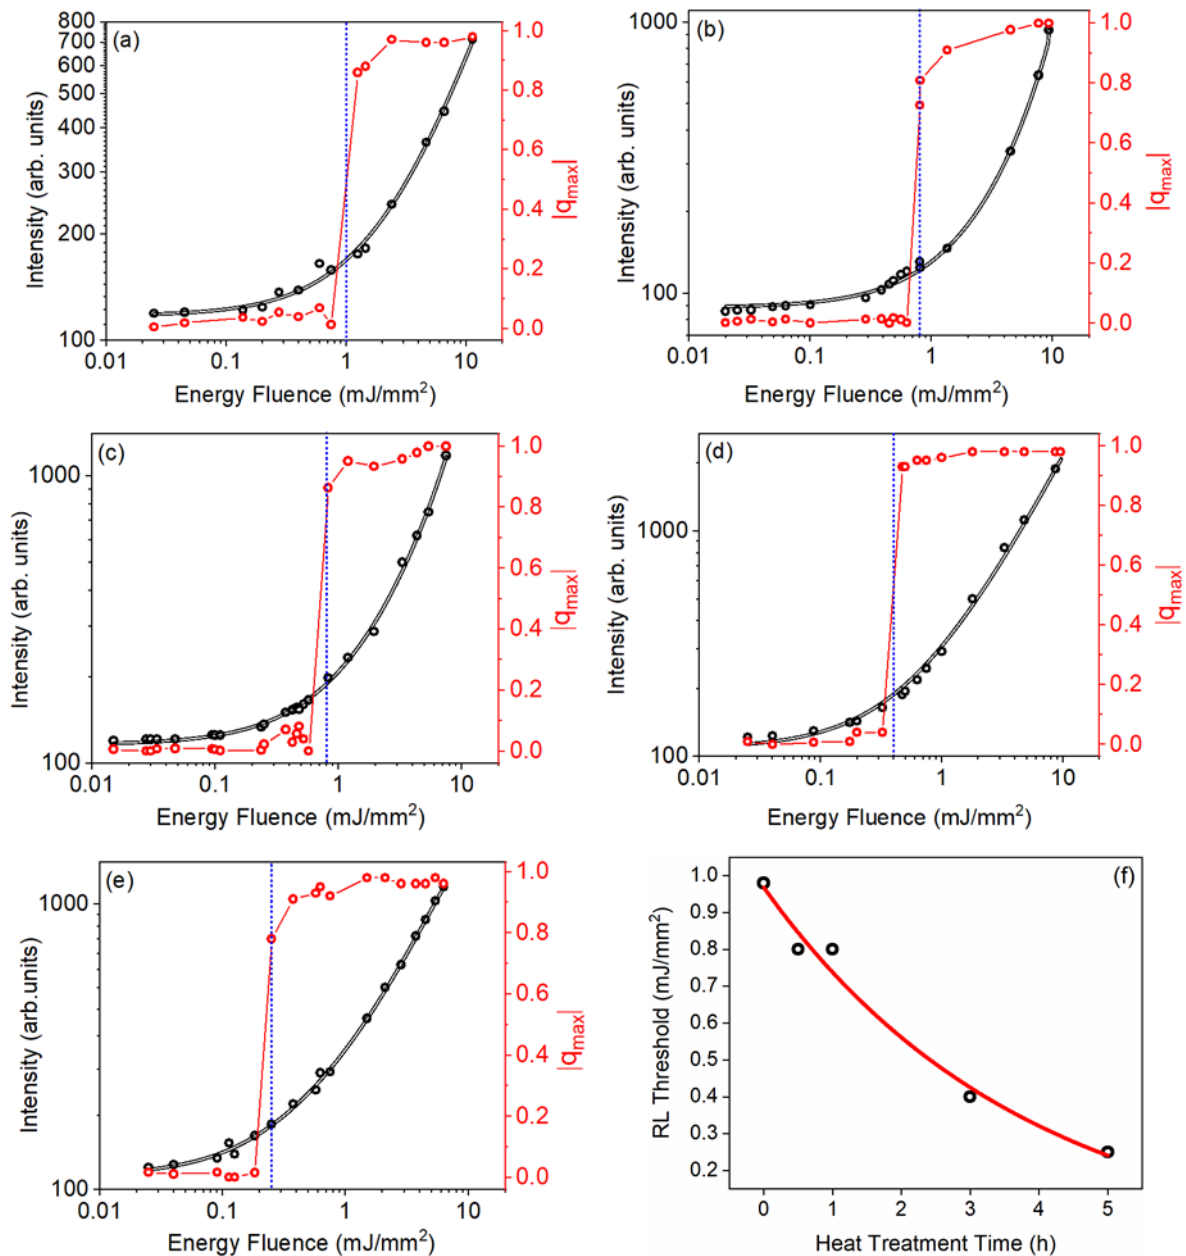 (a)
800
700
600
500
400
300
200
100
Intensity (arb. units)
1.0
0.8
0.6
0.4
0.2
0.0
|q_max|
0.01 0.1 1 10
Energy Fluence (mJ/mm²)
(b)
1000
100
Intensity (arb. units)
1.0
0.8
0.6
0.4
0.2
0.0
|q_max|
0.01 0.1 1 10
Energy Fluence (mJ/mm²)
(c)
1000
100
Intensity (arb. units)
1.0
0.8
0.6
0.4
0.2
0.0
|q_max|
0.01 0.1 1 10
Energy Fluence (mJ/mm²)
(d)
1000
100
Intensity (arb. units)
1.0
0.8
0.6
0.4
0.2
0.0
|q_max|
0.01 0.1 1 10
Energy Fluence (mJ/mm²)
(e)
1000
100
Intensity (arb.units)
1.0
0.8
0.6
0.4
0.2
0.0
|q_max|
0.01 0.1 1 10
Energy Fluence (mJ/mm²)
(f)
1.0
0.9
0.8
0.7
0.6
0.5
0.4
0.3
0.2
RL Threshold (mJ/mm²)
0 1 2 3 4 5
Heat Treatment Time (h)